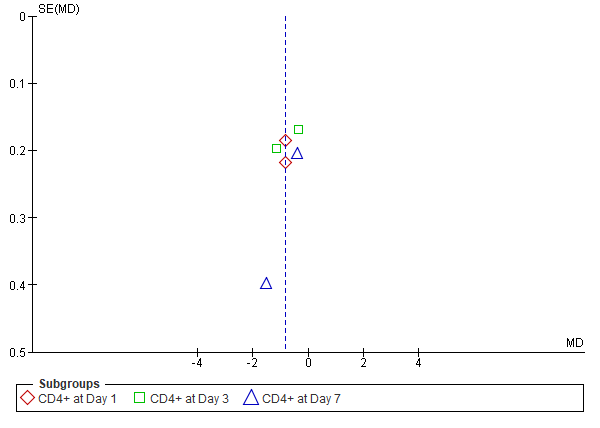 SE(MD)
0
0.1
0.2
0.3
0.4
0.5
-4 -2 0 2 4
MD
Subgroups
CD4+ at Day 1 CD4+ at Day 3 CD4+ at Day 7